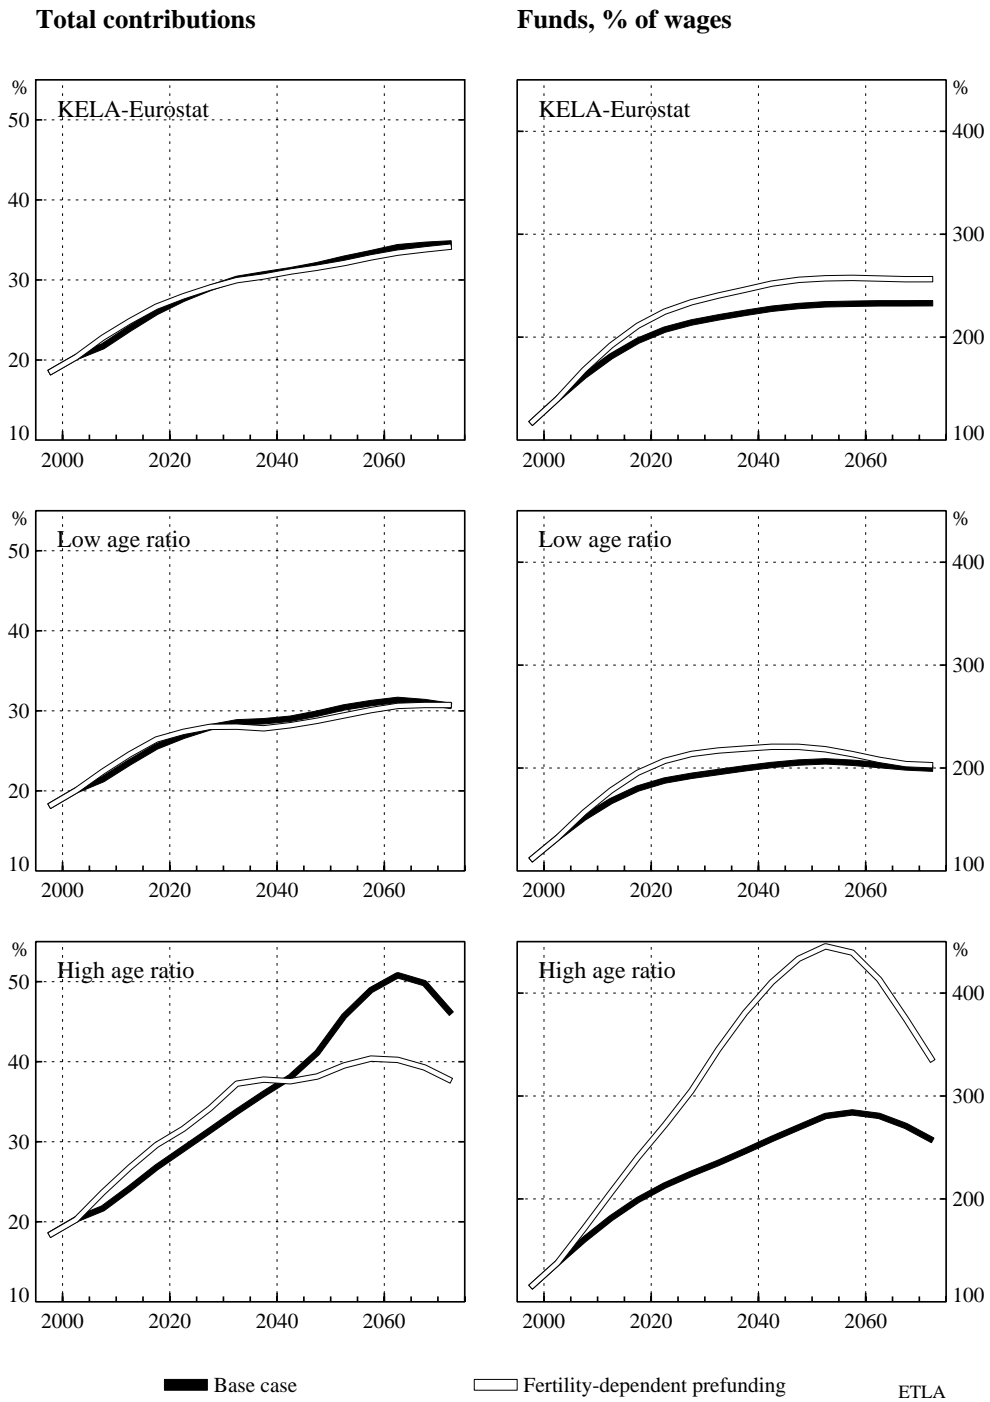 Total contributions Funds, % of wages
% %
KELA-Eurostat KELA-Eurostat
50 400
40
30 300
20 200
10 100
2000 2020 2040 2060 2000 2020 2040 2060
% %
Low age ratio Low age ratio
50 400
40
30 300
20 200
10 100
2000 2020 2040 2060 2000 2020 2040 2060
% %
High age ratio High age ratio
50 400
40
30 300
20 200
10 100
2000 2020 2040 2060 2000 2020 2040 2060
Base case Fertility-dependent prefunding ETLA